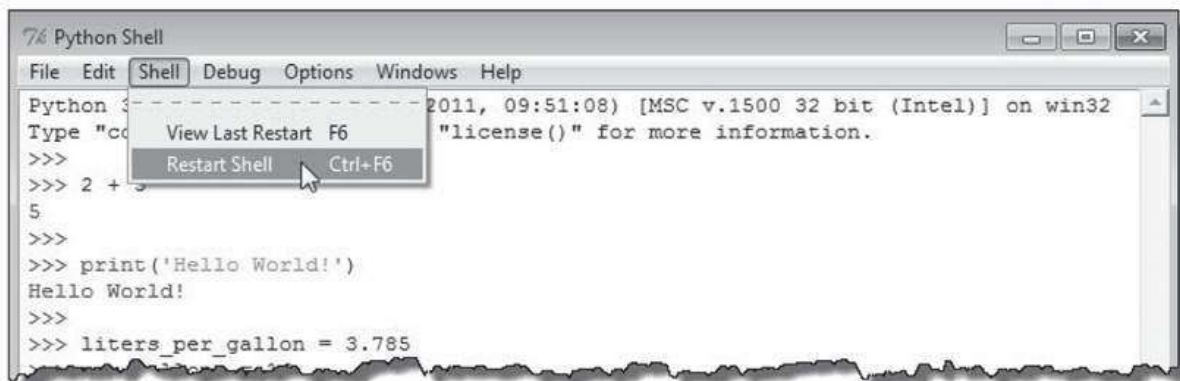 7% Python Shell
File Edit Shell Debug Options Windows Help
Python 3 2011, 09:51:08) [MSC v.1500 32 bit (Intel)] on win32
Type "co "license()" for more information.
View Last Restart F6
>>>
Restart Shell Ctrl+F6
>>> 2 +
5
>>>
>>> print('Hello World!')
Hello World!
>>>
>>> liters_per_gallon = 3.785